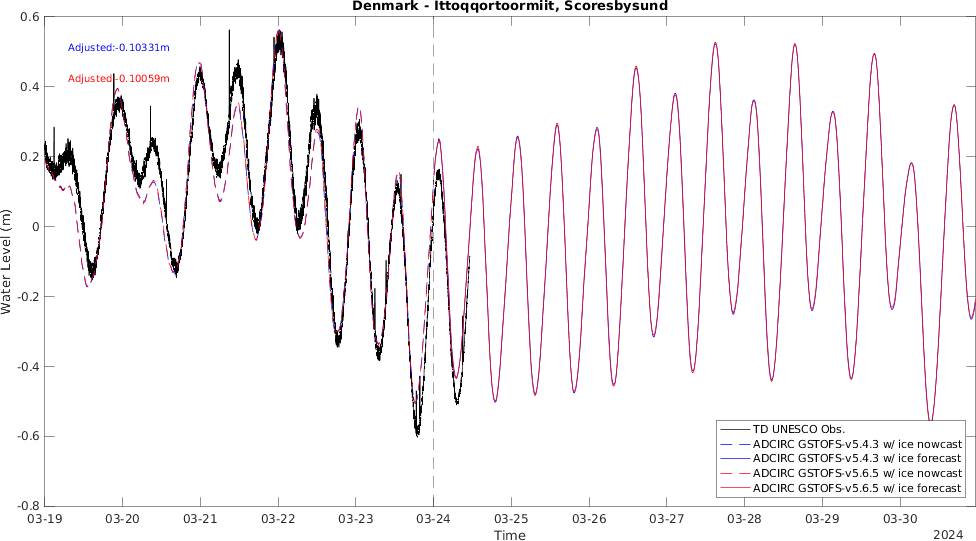 Denmark - Ittoqqortoormiit, Scoresbysund
0.6
0.4
0.2
0
-0.2
-0.4
-0.6
-0.8
Water Level (m)
Adjusted:-0.10331m
Adjusted:-0.10059m
TD UNESCO Obs.
ADCIRC GSTOFS-v5.4.3 w/ ice nowcast
ADCIRC GSTOFS-v5.4.3 w/ ice forecast
ADCIRC GSTOFS-v5.6.5 w/ ice nowcast
ADCIRC GSTOFS-v5.6.5 w/ ice forecast
03-19 03-20 03-21 03-22 03-23 03-24 03-25 03-26 03-27 03-28 03-29 03-30
Time
2024